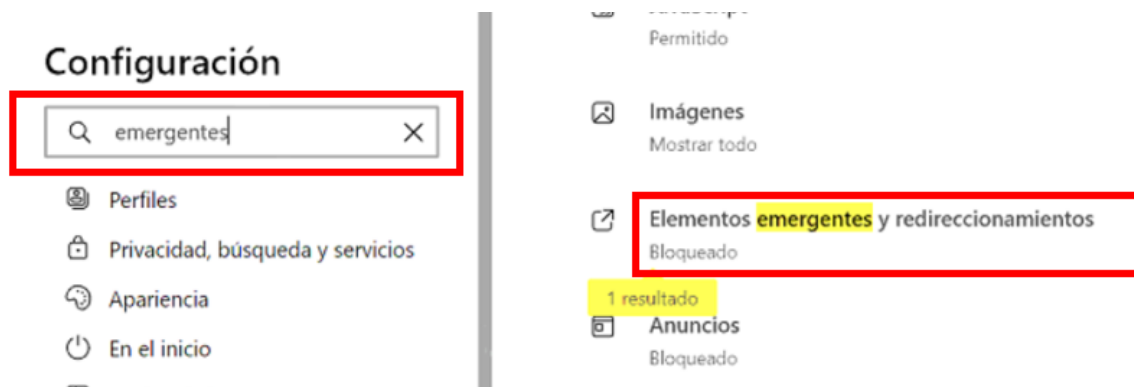 Configuración
emergentes
Perfiles
Privacidad, búsqueda y servicios
Apariencia
En el inicio
Permitido
Imágenes
Mostrar todo
Elementos emergentes y redireccionamientos
Bloqueado
1 resultado
Anuncios
Bloqueado